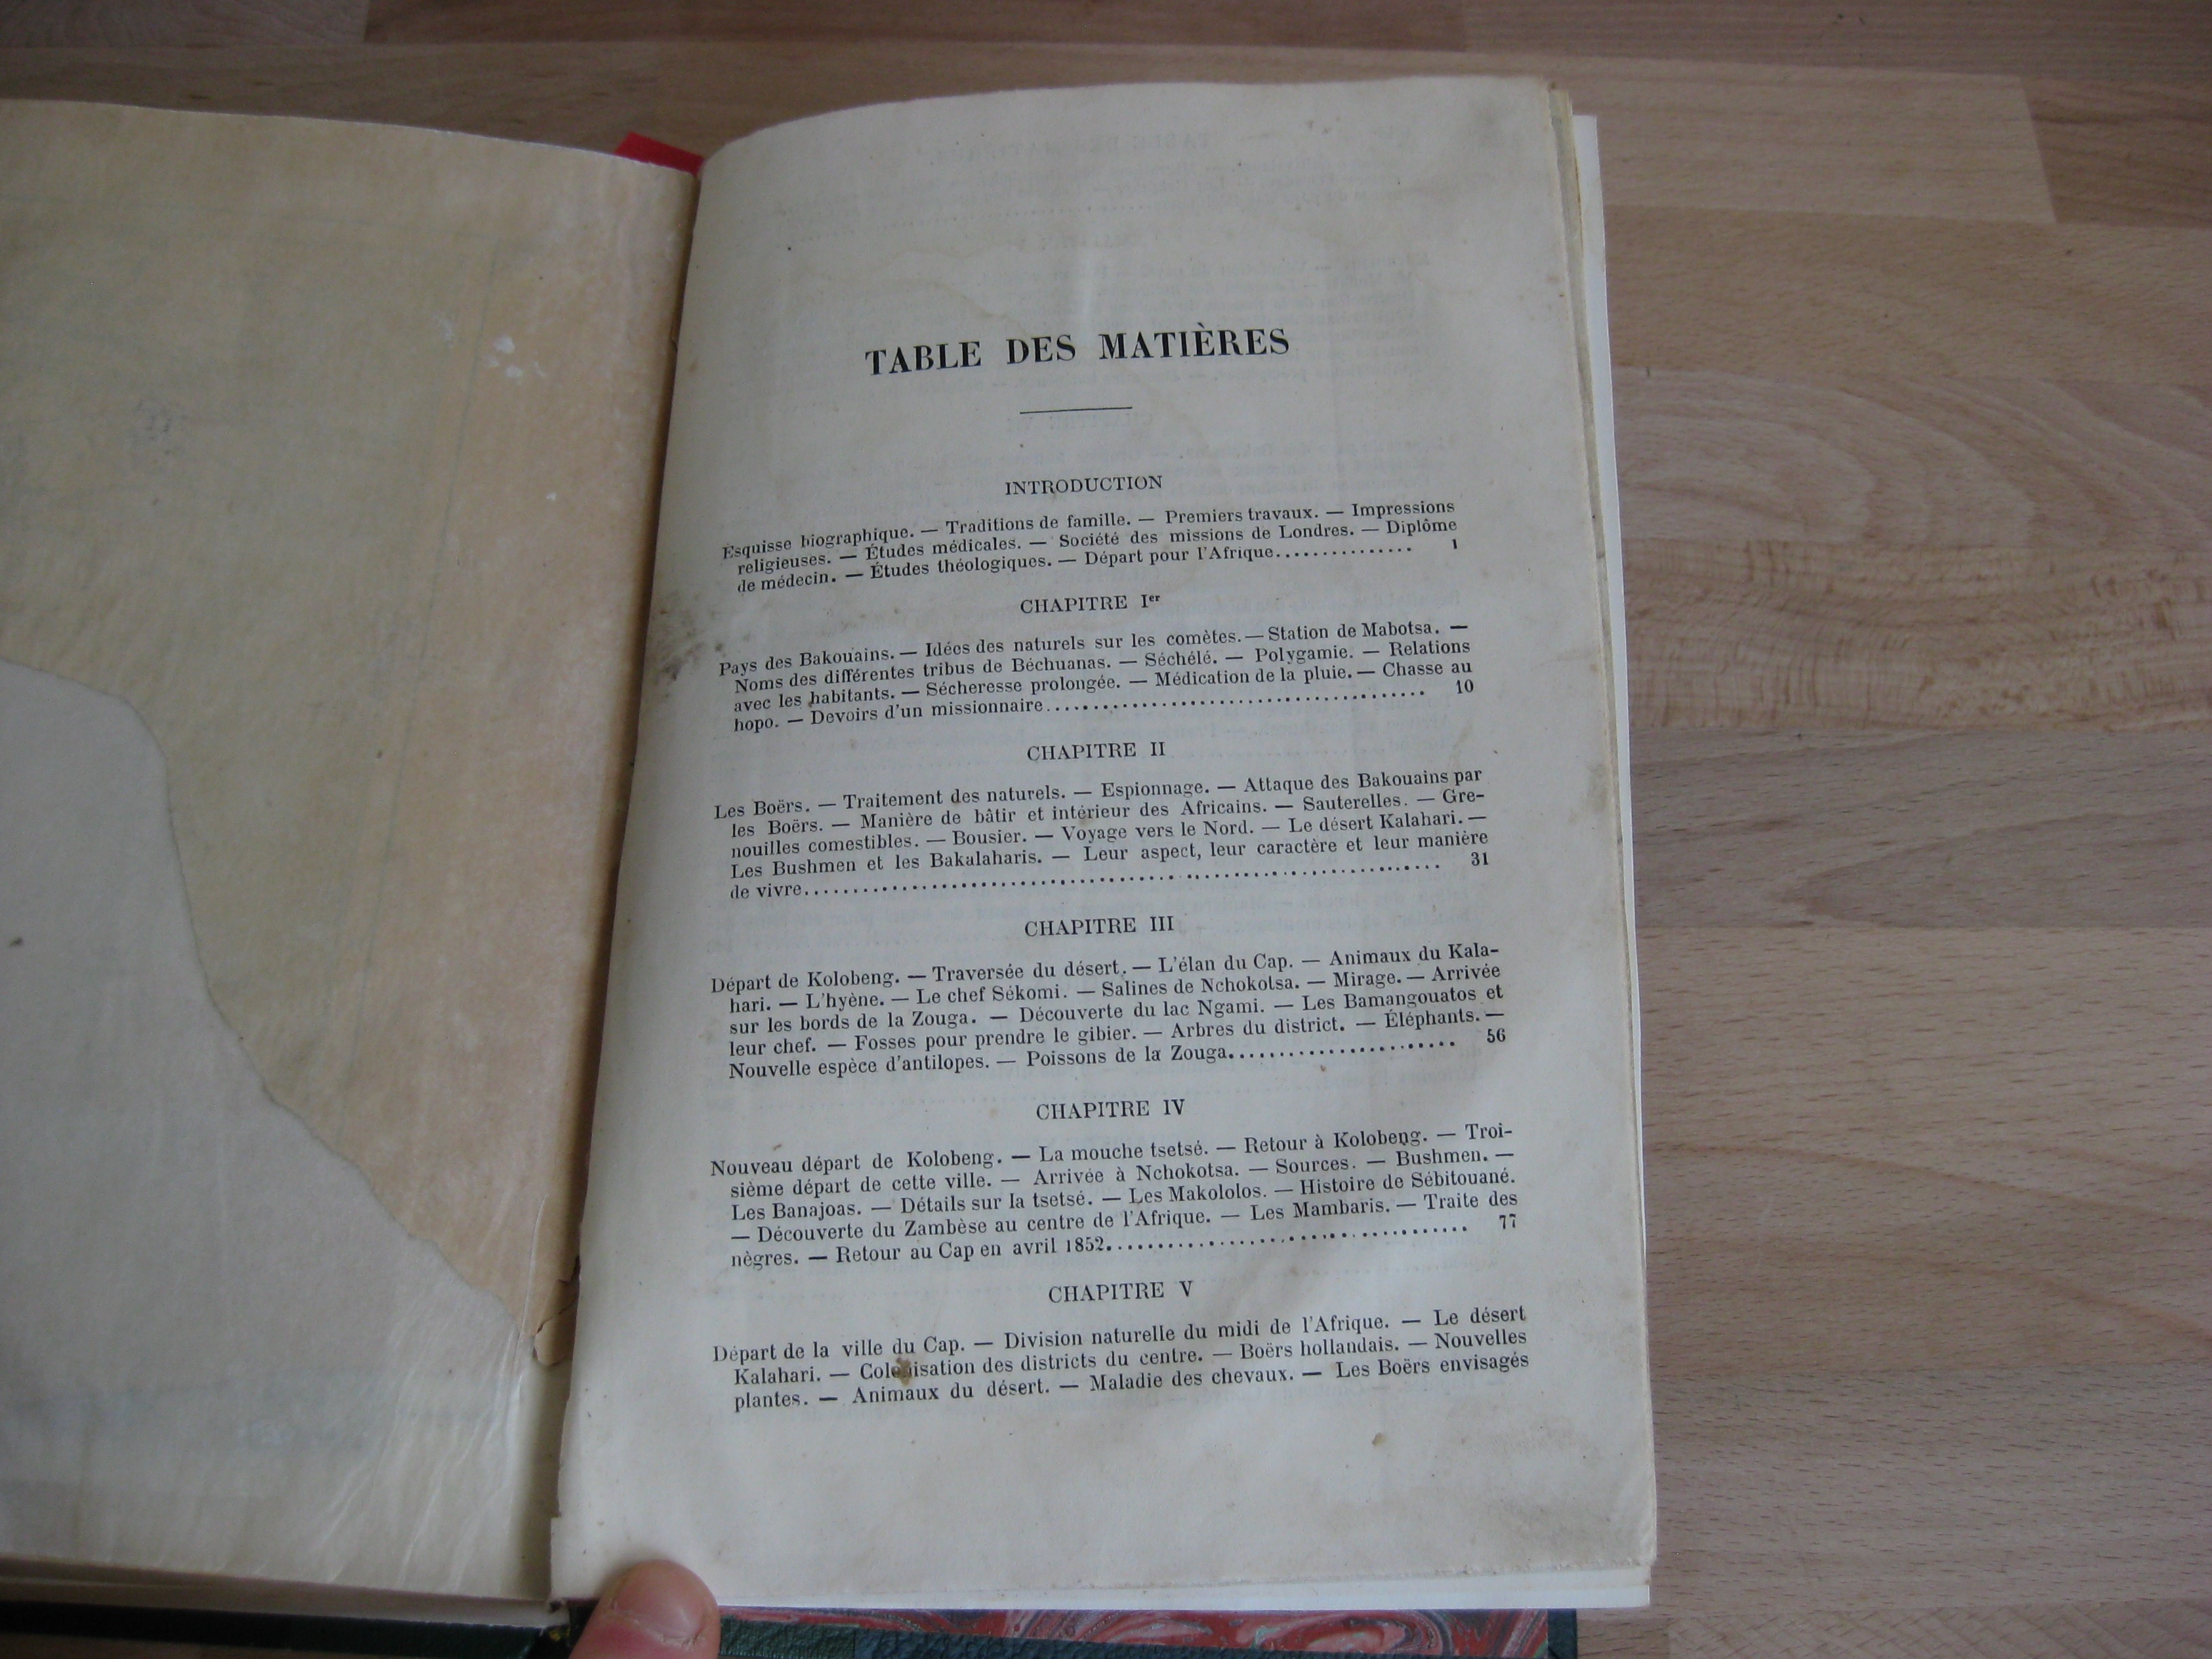 TABLE DES MATIÈRES
INTRODUCTION
Esquisse biographique. — Traditions de famille. — Premiers travaux. — Impressions
religieuses. — Études médicales. — Société des missions de Londres. — Diplôme
de médecin. — Études théologiques. — Départ pour l'Afrique............... 1
CHAPITRE Ier
Pays des Bakouains. — Idées des naturels sur les comètes. — Station de Mabotsa. —
Noms des différentes tribus de Béchuanas. — Séchélé. — Polygamie. — Relations
avec les habitants. — Sécheresse prolongée. — Médication de la pluie. — Chasse au
hopo. — Devoirs d'un missionnaire........................................ 10
CHAPITRE II
Les Boërs. — Traitement des naturels. — Espionnage. — Attaque des Bakouains par
les Boërs. — Manière de bâtir et intérieur des Africains. — Sauterelles. — Gre-
nouilles comestibles. — Bousier. — Voyage vers le Nord. — Le désert Kalahari. —
Les Bushmen et les Bakalaharis. — Leur aspect, leur caractère et leur manière
de vivre.................................................................. 31
CHAPITRE III
Départ de Kolobeng. — Traversée du désert. — L'élan du Cap. — Animaux du Kala-
hari. — L'hyène. — Le chef Sékomi. — Salines de Nchokotsa. — Mirage. — Arrivée
sur les bords de la Zouga. — Découverte du lac Ngami. — Les Bamangouatos et
leur chef. — Fosses pour prendre le gibier. — Arbres du district. — Éléphants. —
Nouvelle espèce d'antilopes. — Poissons de la Zouga........................ 56
CHAPITRE IV
Nouveau départ de Kolobeng. — La mouche tsetsé. — Retour à Kolobeng. — Troi-
sième départ de cette ville. — Arrivée à Nchokotsa. — Sources. — Bushmen. —
Les Banajoas. — Détails sur la tsetsé. — Les Makololos. — Histoire de Sébitouané.
— Découverte du Zambèse au centre de l'Afrique. — Les Mambaris. — Traite des
nègres. — Retour au Cap en avril 1852..................................... 77
CHAPITRE V
Départ de la ville du Cap. — Division naturelle du midi de l'Afrique. — Le désert
Kalahari. — Colonisation des districts du centre. — Boërs hollandais. — Nouvelles
plantes. — Animaux du désert. — Maladie des chevaux. — Les Boërs envisagés